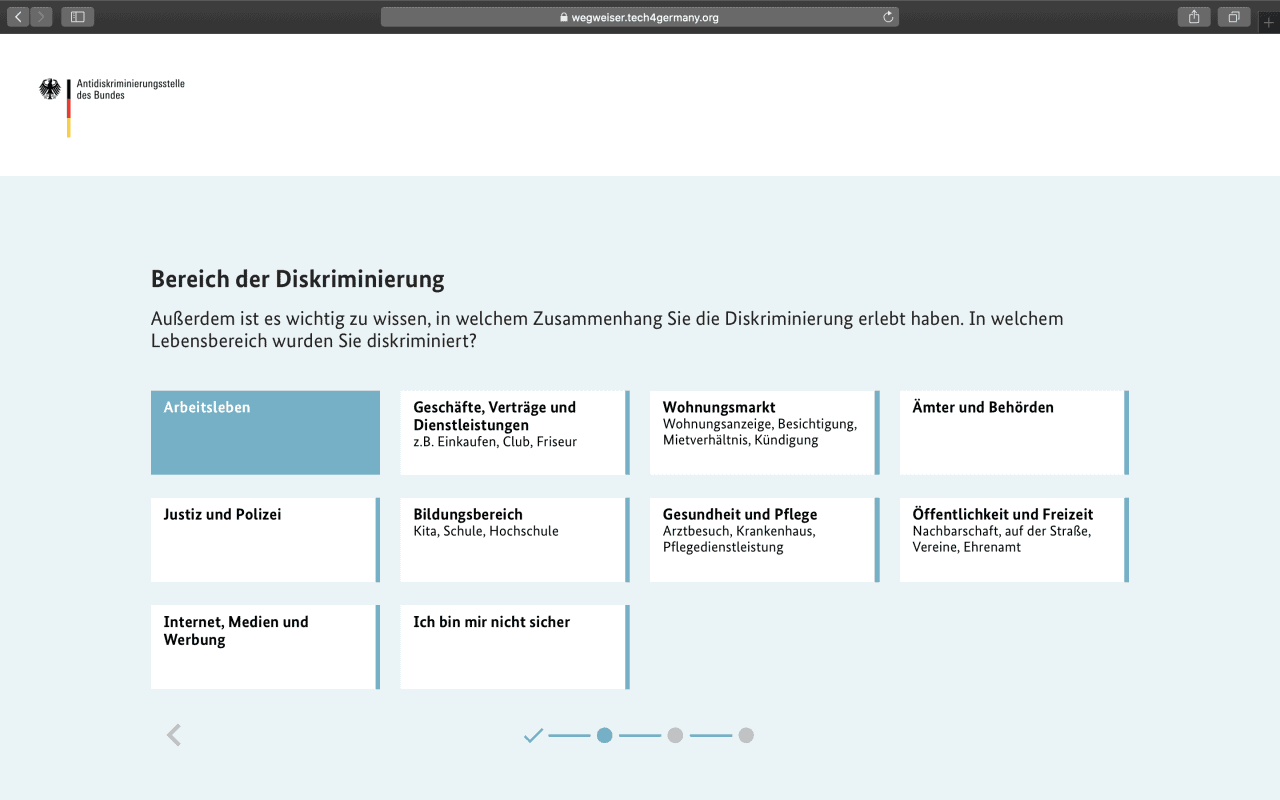 wegweiser.tech4germany.org
Antidiskriminierungsstelle
des Bundes
Bereich der Diskriminierung
Außerdem ist es wichtig zu wissen, in welchem Zusammenhang Sie die Diskriminierung erlebt haben. In welchem
Lebensbereich wurden Sie diskriminiert?
Arbeitsleben
Geschäfte, Verträge und
Dienstleistungen
z.B. Einkaufen, Club, Friseur
Wohnungsmarkt
Wohnungsanzeige, Besichtigung,
Mietverhältnis, Kündigung
Ämter und Behörden
Justiz und Polizei
Bildungsbereich
Kita, Schule, Hochschule
Gesundheit und Pflege
Arztbesuch, Krankenhaus,
Pflegedienstleistung
Öffentlichkeit und Freizeit
Nachbarschaft, auf der Straße,
Vereine, Ehrenamt
Internet, Medien und
Werbung
Ich bin mir nicht sicher